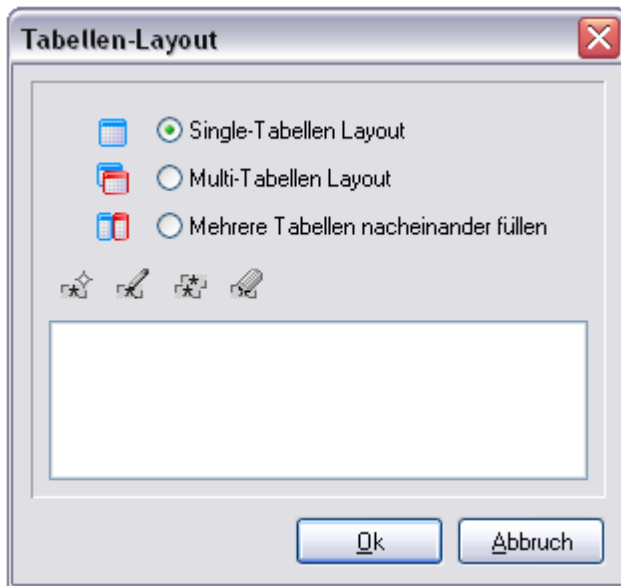 Tabellen-Layout
Single-Tabellen Layout
Multi-Tabellen Layout
Mehrere Tabellen nacheinander füllen
Ok
Abbruch